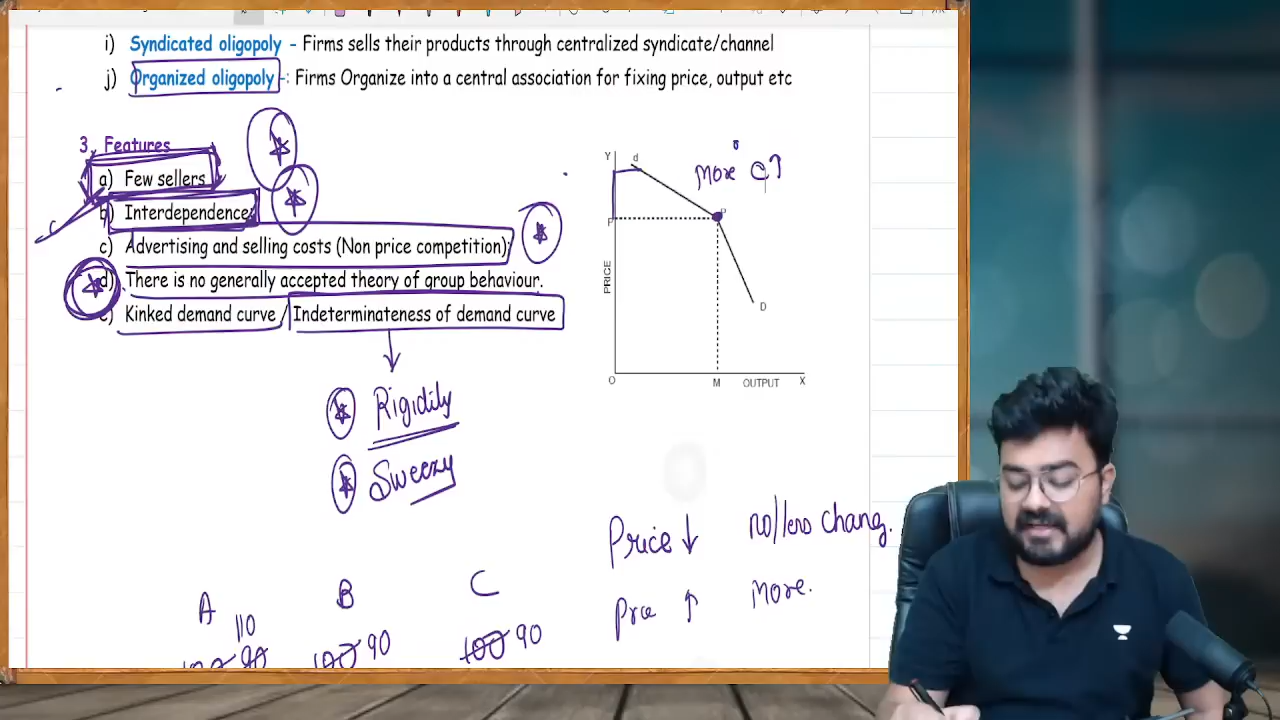 i) Syndicated oligopoly - Firms sells their products through centralized syndicate/channel
j) Organized oligopoly -: Firms Organize into a central association for fixing price, output etc
3. Features
a) Few sellers
b) Interdependence;
c) Advertising and selling costs (Non price competition);
d) There is no generally accepted theory of group behaviour.
e) Kinked demand curve / Indeterminateness of demand curve
Rigidity
Sweezy
Y
d
More
P
P
PRICE
D
O
M
OUTPUT
X
Price ↓ no/less change.
Price ↑ More.
A
B
C
110
100 90
100 90
100 90